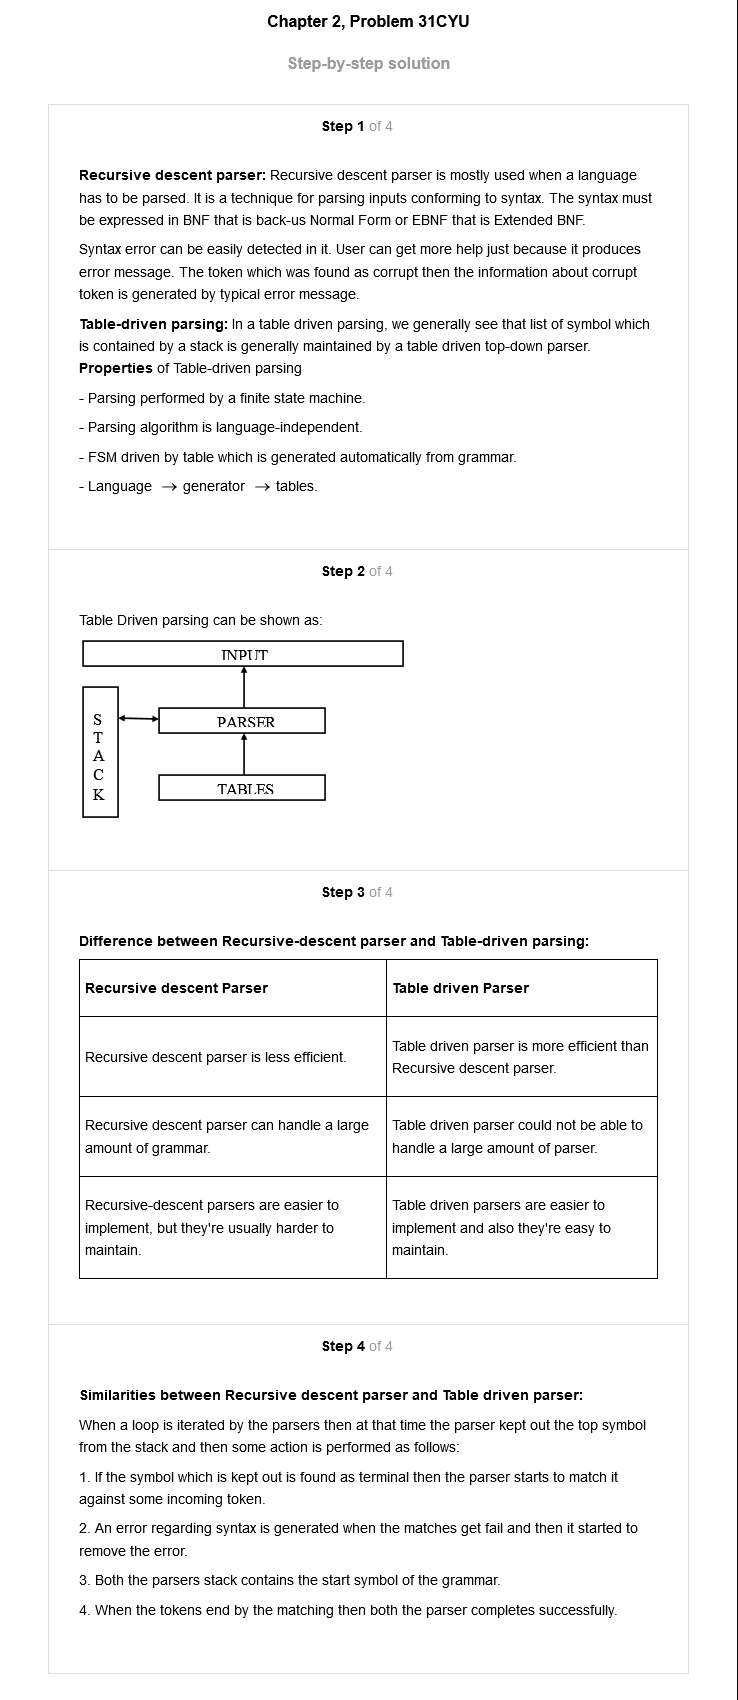 Chapter 2, Problem 31CYU
Step-by-step solution
Step 1 of 4
Recursive descent parser: Recursive descent parser is mostly used when a language
has to be parsed. It is a technique for parsing inputs conforming to syntax. The syntax must
be expressed in BNF that is back-us Normal Form or EBNF that is Extended BNF.
Syntax error can be easily detected in it. User can get more help just because it produces
error message. The token which was found as corrupt then the information about corrupt
token is generated by typical error message.
Table-driven parsing: In a table driven parsing, we generally see that list of symbol which
is contained by a stack is generally maintained by a table driven top-down parser.
Properties of Table-driven parsing
- Parsing performed by a finite state machine.
- Parsing algorithm is language-independent.
- FSM driven by table which is generated automatically from grammar.
- Language → generator → tables.
Step 2 of 4
Table Driven parsing can be shown as:
INPUT
S
T
A
C
K
PARSER
TABLES
Step 3 of 4
Difference between Recursive-descent parser and Table-driven parsing:
Recursive descent Parser
Table driven Parser
Recursive descent parser is less efficient.
Table driven parser is more efficient than
Recursive descent parser.
Recursive descent parser can handle a large
amount of grammar.
Table driven parser could not be able to
handle a large amount of parser.
Recursive-descent parsers are easier to
implement, but they're usually harder to
maintain.
Table driven parsers are easier to
implement and also they're easy to
maintain.
Step 4 of 4
Similarities between Recursive descent parser and Table driven parser:
When a loop is iterated by the parsers then at that time the parser kept out the top symbol
from the stack and then some action is performed as follows:
1. If the symbol which is kept out is found as terminal then the parser starts to match it
against some incoming token.
2. An error regarding syntax is generated when the matches get fail and then it started to
remove the error.
3. Both the parsers stack contains the start symbol of the grammar.
4. When the tokens end by the matching then both the parser completes successfully.